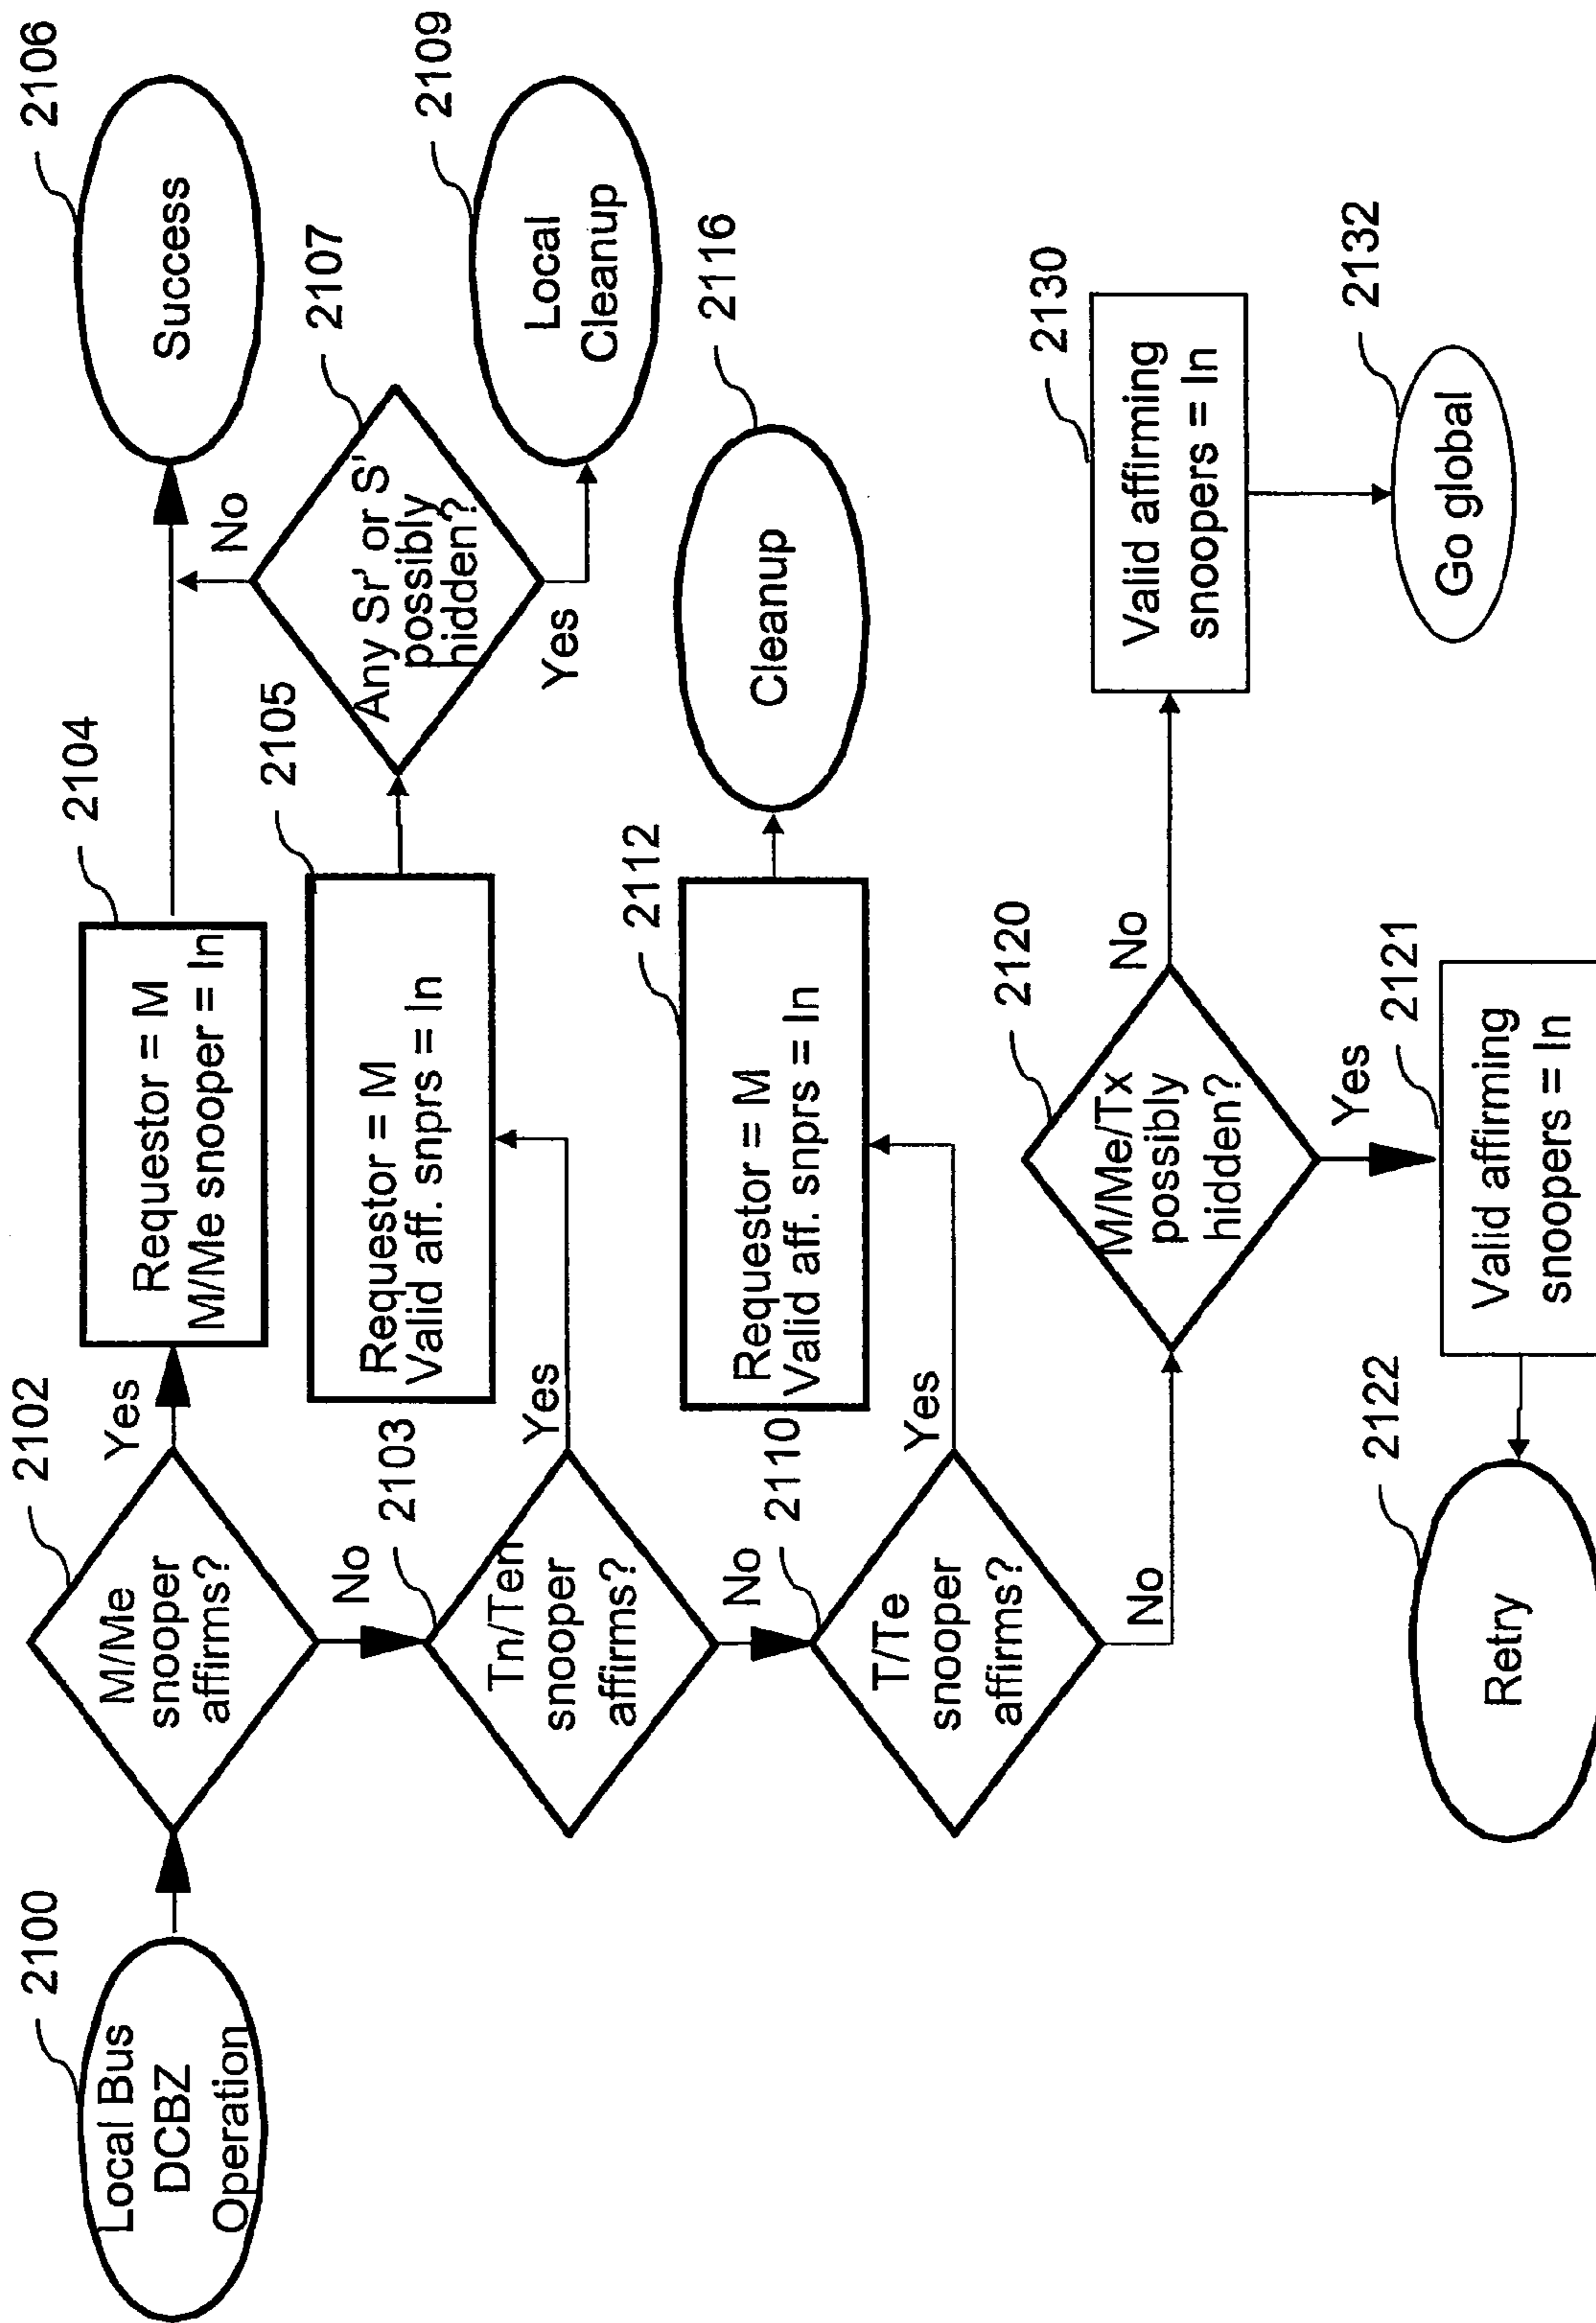 2100
Local Bus
DCBZ
Operation
2102
M/Me
snooper
affirms?
Yes
No
2104
Requestor = M
M/Me snooper = In
2106
Success
2103
Tn/Ten
snooper
affirms?
Yes
No
2105
Requestor = M
Valid aff. snprs = In
2107
Any Sr' or S'
possibly
hidden?
No
Yes
2109
Local
Cleanup
2110
T/Te
snooper
affirms?
Yes
No
2112
Requestor = M
Valid aff. snprs = In
2116
Cleanup
2120
M/Me/Tx
possibly
hidden?
No
Yes
2130
Valid affirming
snoopers = In
2132
Go global
2121
Valid affirming
snoopers = In
2122
Retry